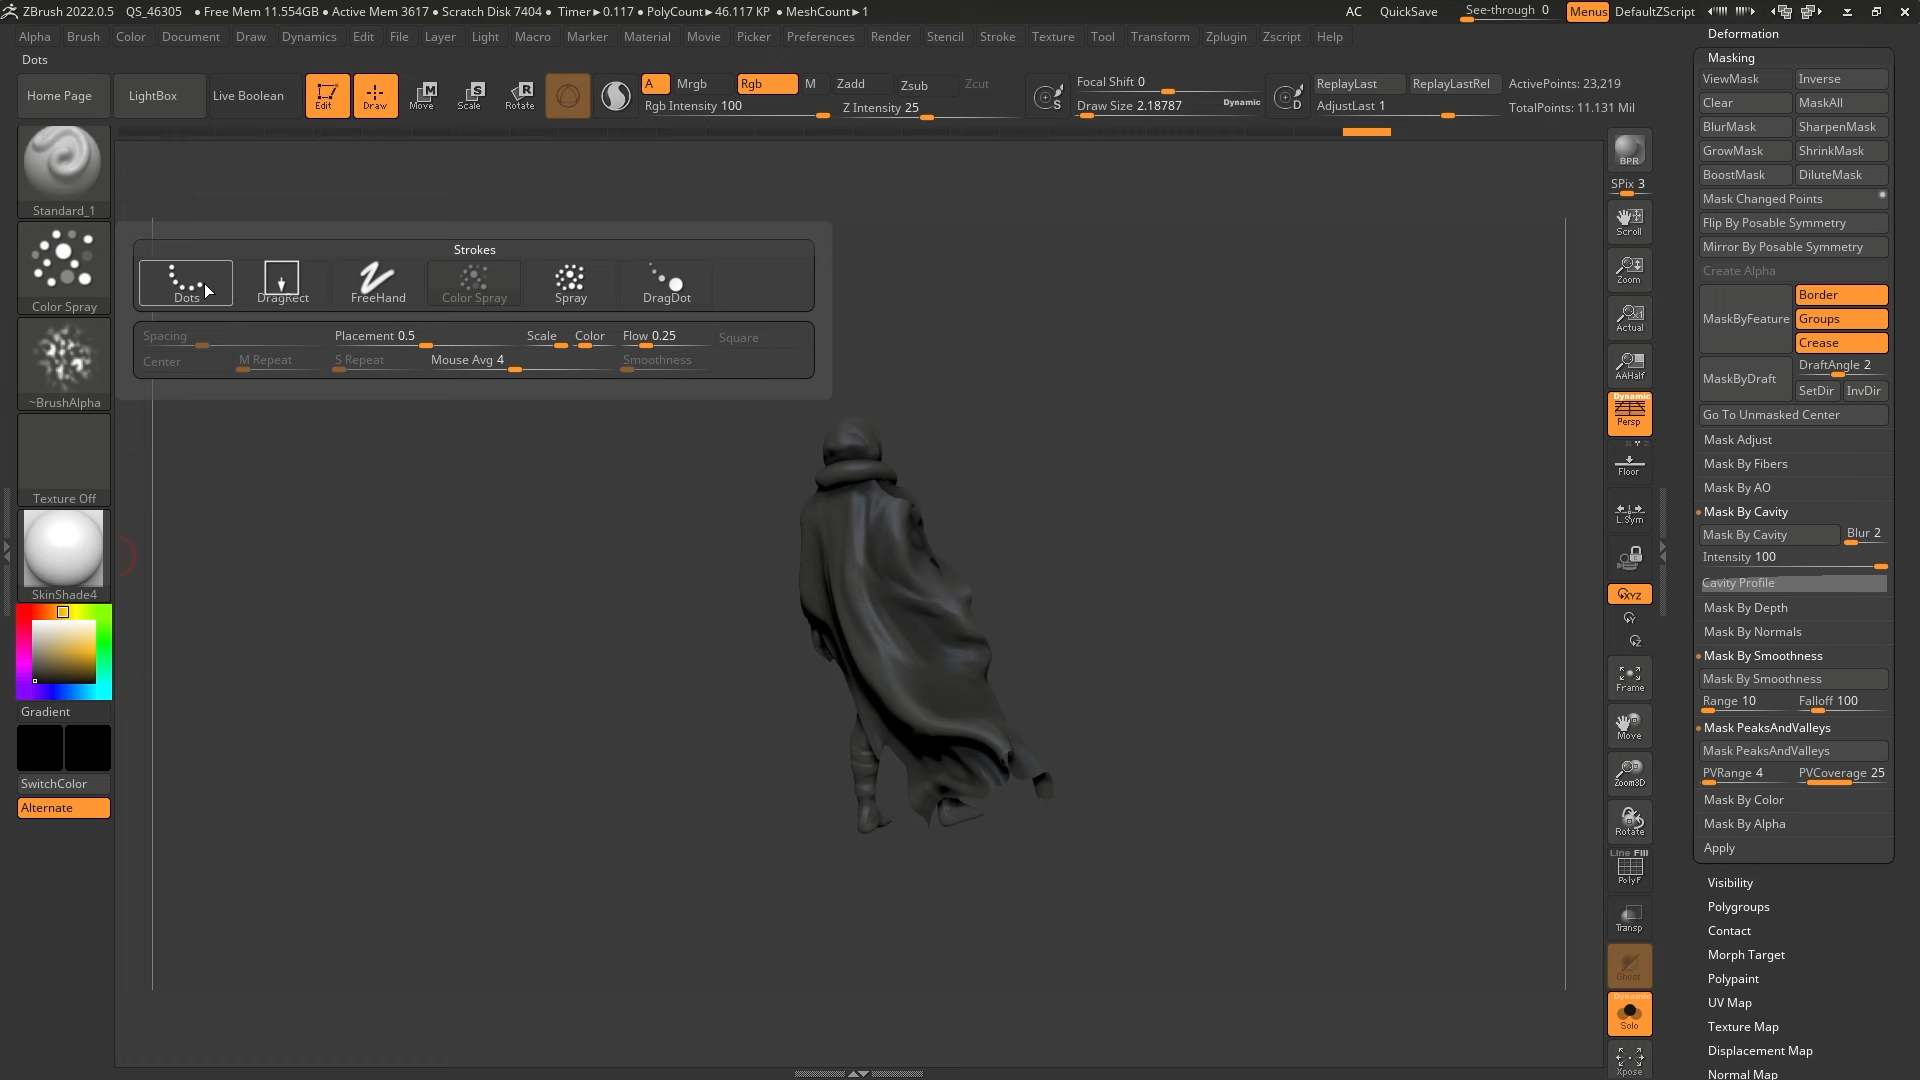 ZBrush 2022.0.5 QS_46305 • Free Mem 11.554GB • Active Mem 3617 • Scratch Disk 7404 • Timer►0.117 • PolyCount►46.117 KP • MeshCount►1 AC QuickSave See-through 0 Menus DefaultZScript
Alpha Brush Color Document Draw Dynamics Edit File Layer Light Macro Marker Material Movie Picker Preferences Render Stencil Stroke Texture Tool Transform Zplugin Zscript Help
Dots
Home Page LightBox Live Boolean Edit Draw Move Scale Rotate
A Mrgb Rgb M Zadd Zsub Zcut
Rgb Intensity 100 Z Intensity 25
S Focal Shift 0
Draw Size 2.18787 Dynamic
D ReplayLast ReplayLastRel
AdjustLast 1
ActivePoints: 23,219
TotalPoints: 11.131 Mil
Standard_1
Color Spray
~BrushAlpha
Texture Off
SkinShade4
Gradient
SwitchColor
Alternate
Strokes
Dots DragRect FreeHand Color Spray Spray DragDot
Spacing Placement 0.5 Scale Color Flow 0.25 Square
Center M Repeat S Repeat Mouse Avg 4 Smoothness
BPR
SPix 3
Scroll
Zoom
Actual
AAHalf
Dynamic
Persp
Floor
L.Sym
XYZ
Y
Z
Frame
Move
Zoom3D
Rotate
Line Fill
PolyF
Transp
Ghost
Dynamic
Solo
Xpose
Deformation
Masking
ViewMask Inverse
Clear MaskAll
BlurMask SharpenMask
GrowMask ShrinkMask
BoostMask DiluteMask
Mask Changed Points
Flip By Posable Symmetry
Mirror By Posable Symmetry
Create Alpha
MaskByFeature Border
Groups
Crease
MaskByDraft DraftAngle 2
SetDir InvDir
Go To Unmasked Center
Mask Adjust
Mask By Fibers
Mask By AO
Mask By Cavity
Mask By Cavity Blur 2
Intensity 100
Cavity Profile
Mask By Depth
Mask By Normals
Mask By Smoothness
Mask By Smoothness
Range 10 Falloff 100
Mask PeaksAndValleys
Mask PeaksAndValleys
PVRange 4 PVCoverage 25
Mask By Color
Mask By Alpha
Apply
Visibility
Polygroups
Contact
Morph Target
Polypaint
UV Map
Texture Map
Displacement Map
Normal Map